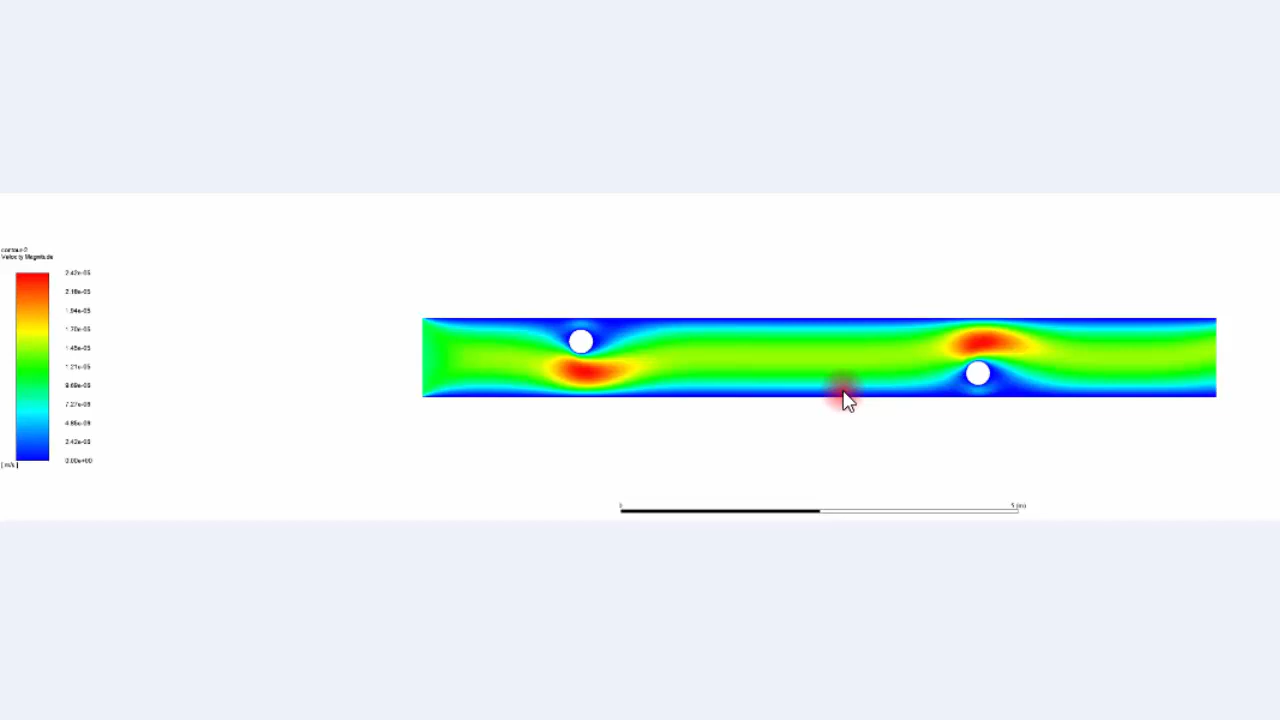 contour-2
Velocity Magnitude
2.42e-05
2.18e-05
1.94e-05
1.70e-05
1.45e-05
1.21e-05
9.69e-06
7.27e-06
4.85e-06
2.42e-06
0.00e+00
[ m/s ]
0 5 (m)